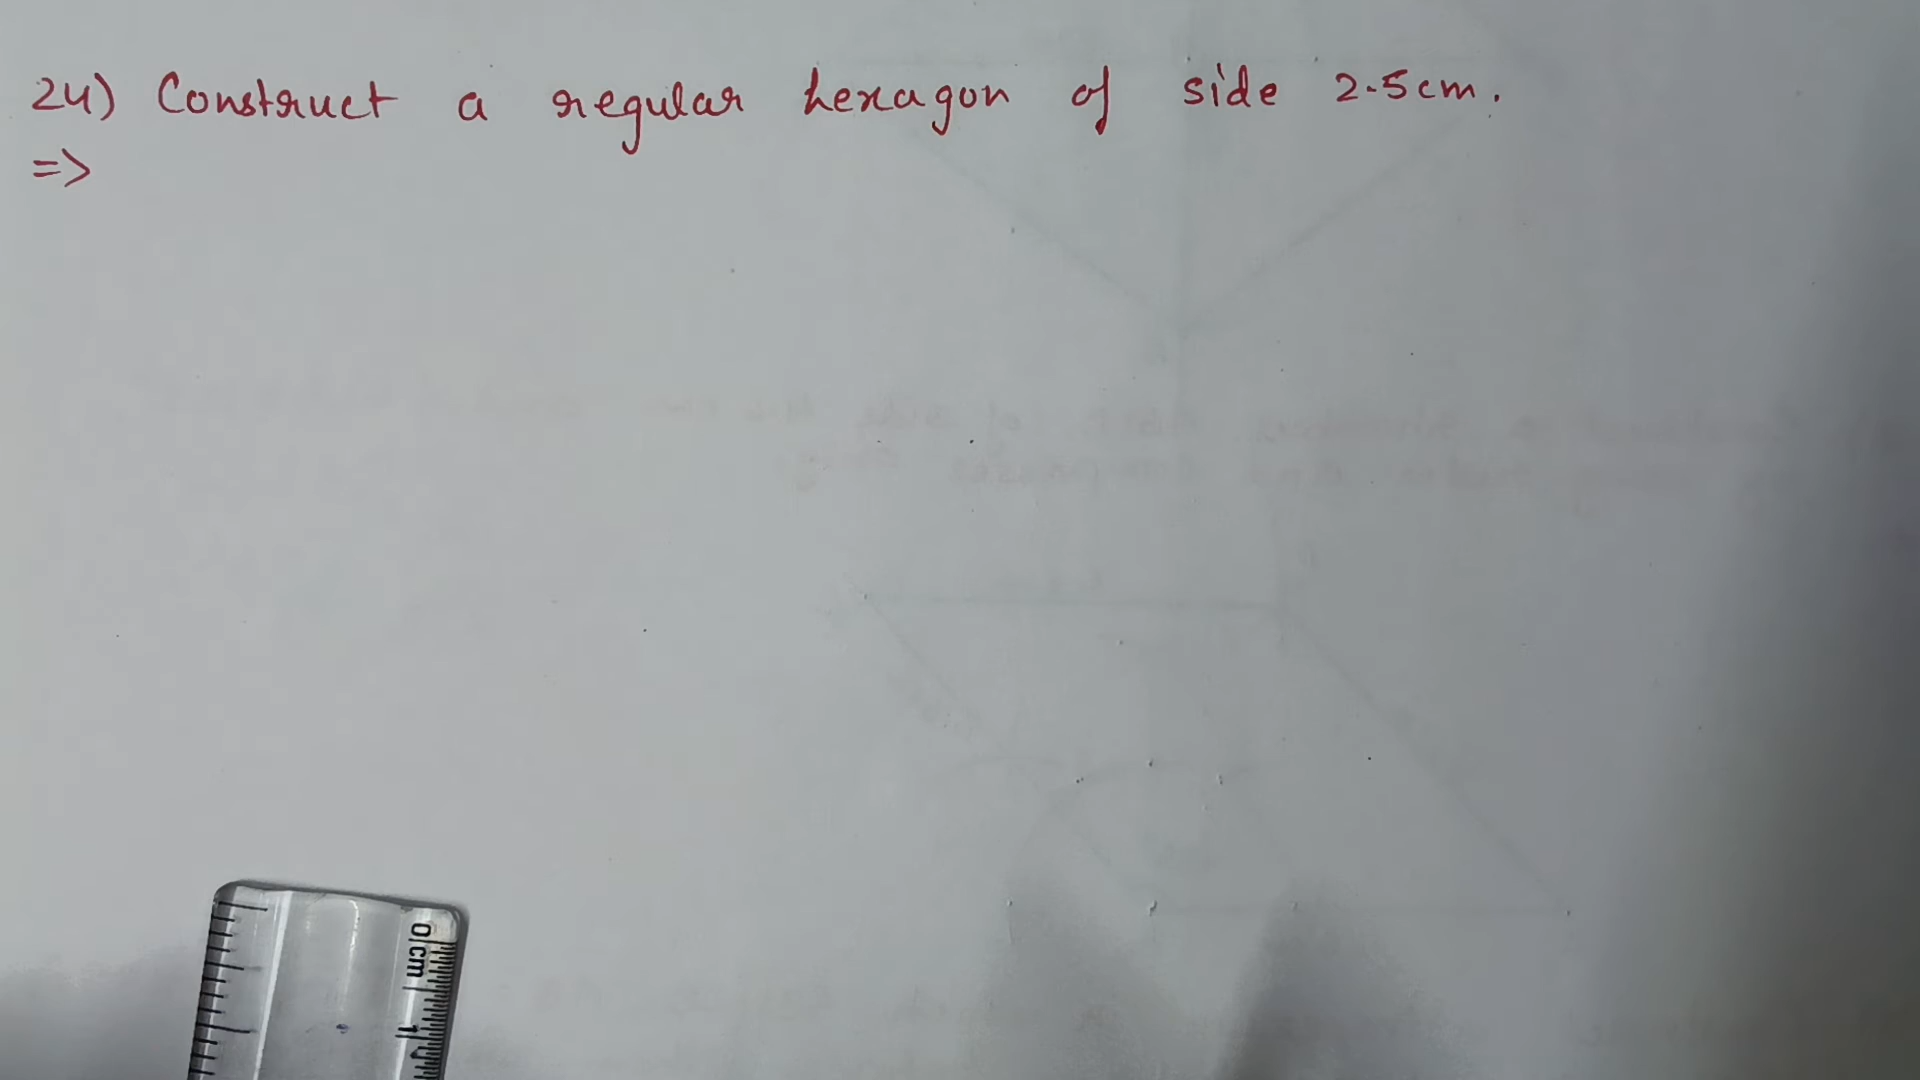 24) Construct a regular hexagon of side 2.5cm.
=>
0 cm
1